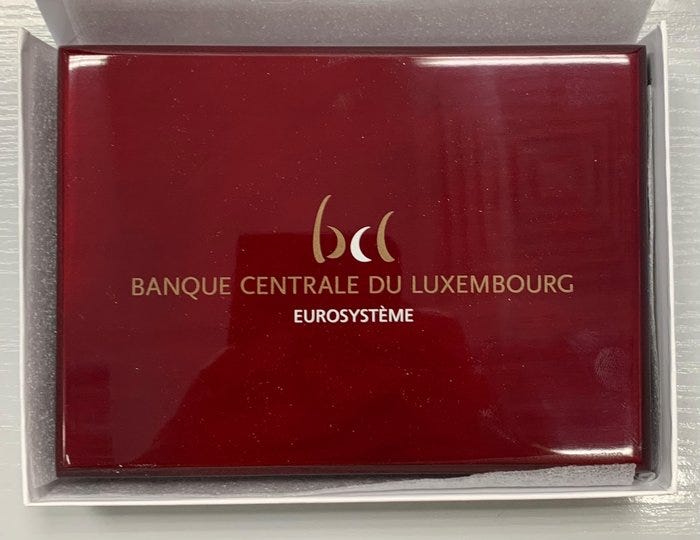 bcl
BANQUE CENTRALE DU LUXEMBOURG
EUROSYSTÈME